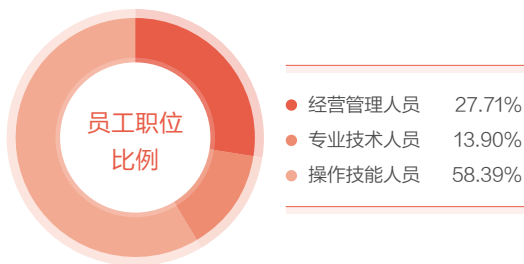 员工职位
比例
经营管理人员 27.71%
专业技术人员 13.90%
操作技能人员 58.39%